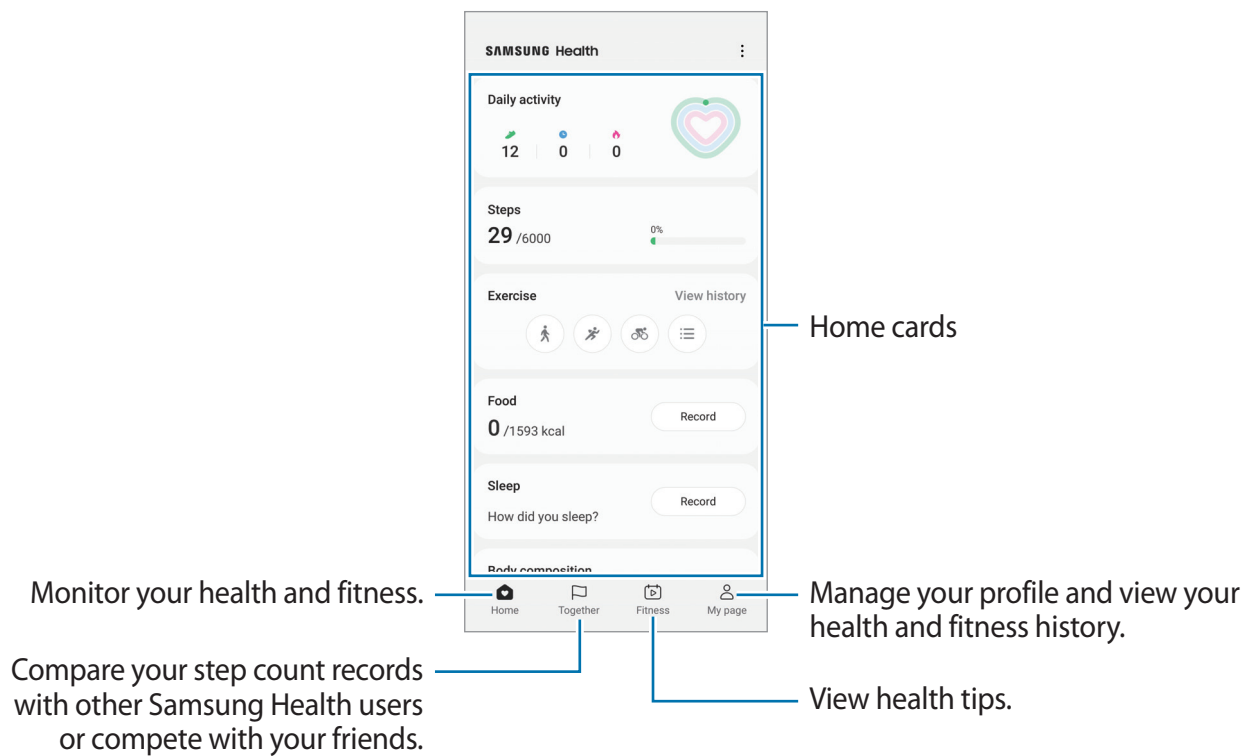 SAMSUNG Health
Daily activity
12 0 0
Steps
29 /6000
0%
Exercise View history
Food
0 /1593 kcal
Record
Sleep
How did you sleep?
Record
Body composition
Home Together Fitness My page
Home cards
Monitor your health and fitness.
Compare your step count records
with other Samsung Health users
or compete with your friends.
Manage your profile and view your
health and fitness history.
View health tips.